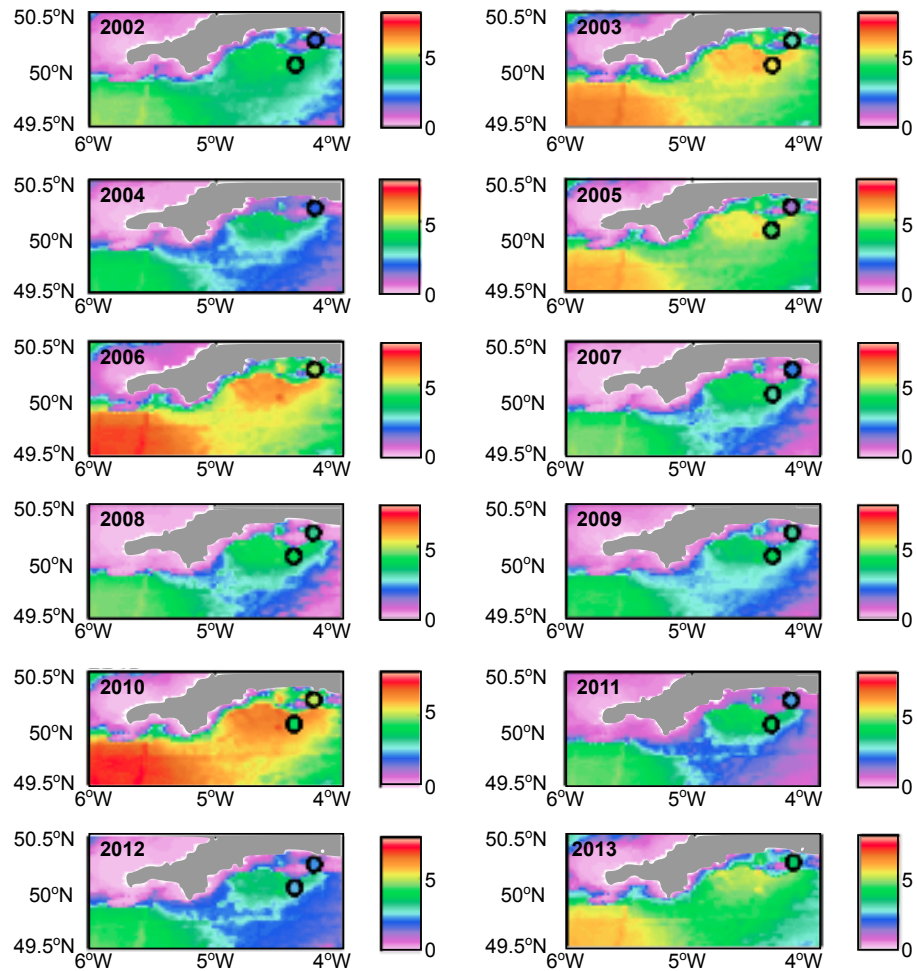 50.5°N 2002 5
50°N
49.5°N 0
6°W 5°W 4°W
50.5°N 2003 5
50°N
49.5°N 0
6°W 5°W 4°W
50.5°N 2004 5
50°N
49.5°N 0
6°W 5°W 4°W
50.5°N 2005 5
50°N
49.5°N 0
6°W 5°W 4°W
50.5°N 2006 5
50°N
49.5°N 0
6°W 5°W 4°W
50.5°N 2007 5
50°N
49.5°N 0
6°W 5°W 4°W
50.5°N 2008 5
50°N
49.5°N 0
6°W 5°W 4°W
50.5°N 2009 5
50°N
49.5°N 0
6°W 5°W 4°W
50.5°N 2010 5
50°N
49.5°N 0
6°W 5°W 4°W
50.5°N 2011 5
50°N
49.5°N 0
6°W 5°W 4°W
50.5°N 2012 5
50°N
49.5°N 0
6°W 5°W 4°W
50.5°N 2013 5
50°N
49.5°N 0
6°W 5°W 4°W